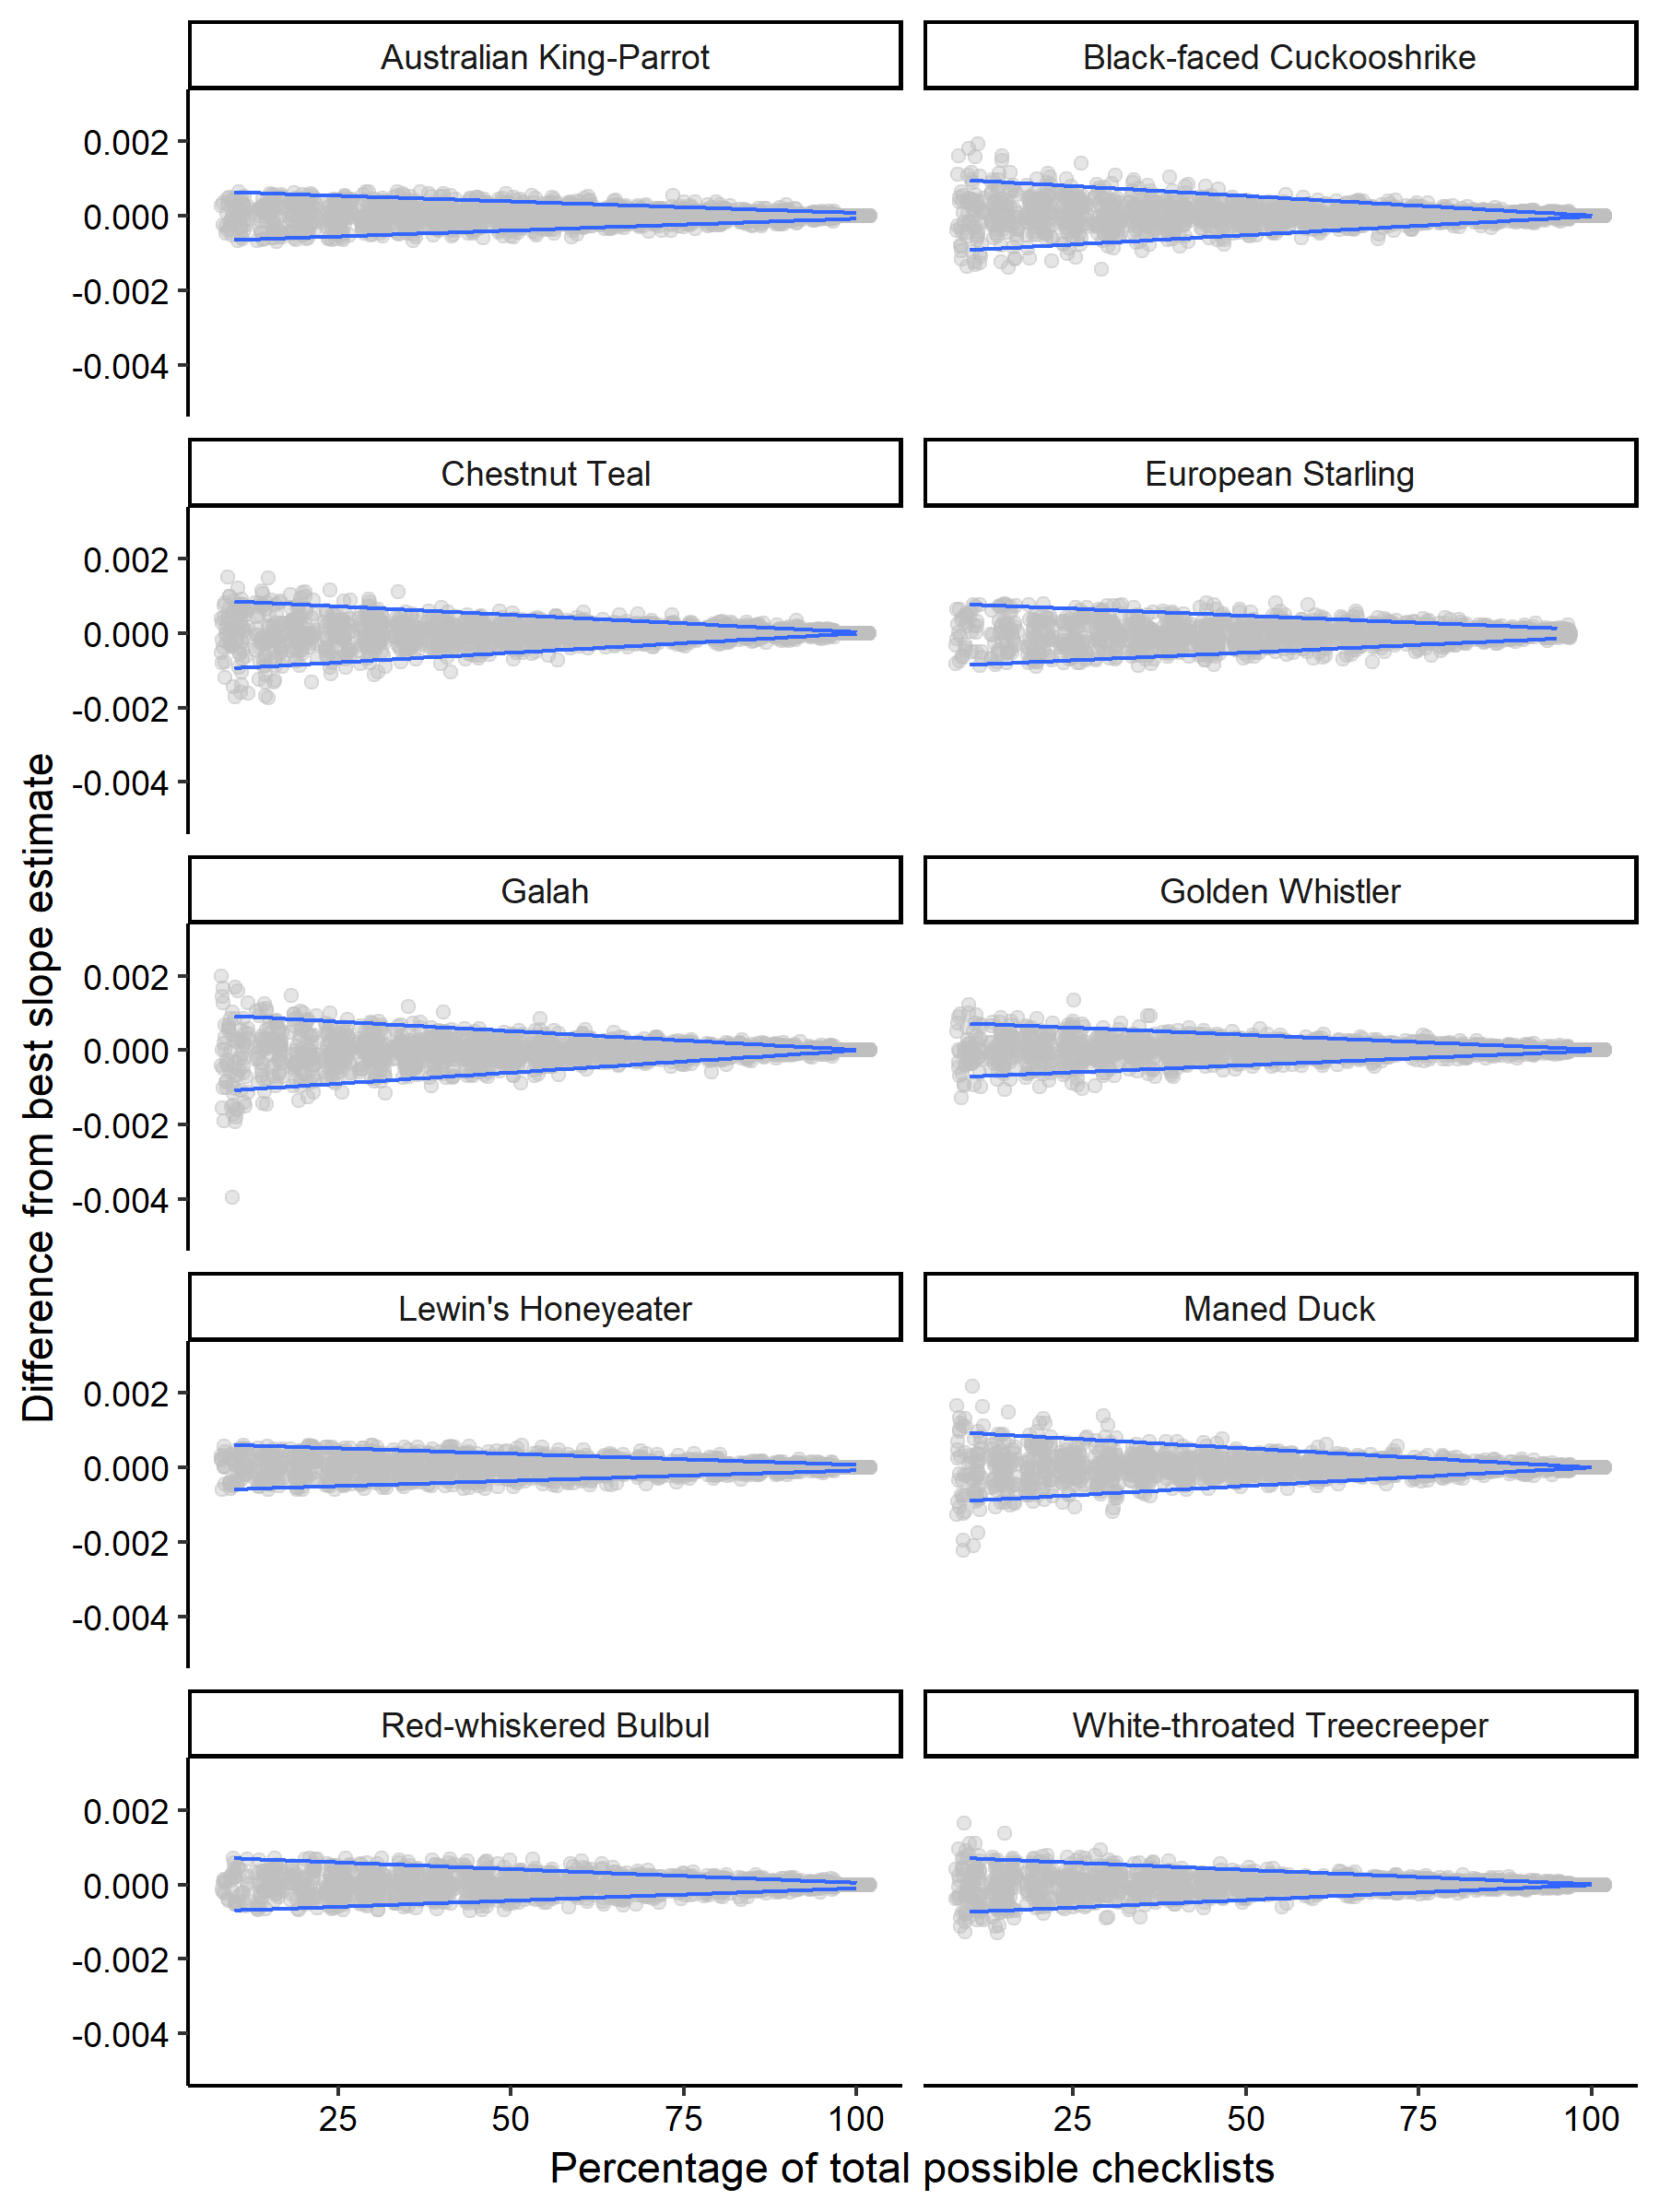 Australian King-Parrot
Black-faced Cuckooshrike
0.002
0.000
-0.002
-0.004
Chestnut Teal
European Starling
0.002
0.000
-0.002
-0.004
Galah
Golden Whistler
0.002
0.000
-0.002
-0.004
Lewin's Honeyeater
Maned Duck
0.002
0.000
-0.002
-0.004
Red-whiskered Bulbul
White-throated Treecreeper
0.002
0.000
-0.002
-0.004
25 50 75 100
25 50 75 100
Percentage of total possible checklists
Difference from best slope estimate